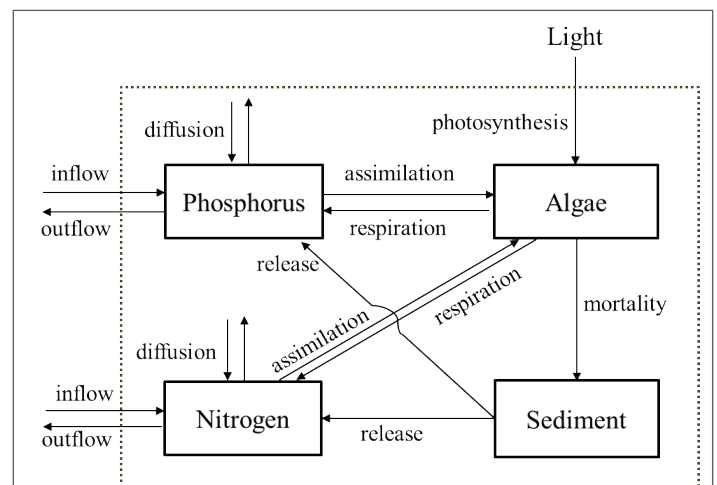 Light
diffusion
photosynthesis
inflow
Phosphorus
assimilation
Algae
outflow
respiration
release
mortality
assimilation
respiration
diffusion
inflow
Nitrogen
Sediment
outflow
release